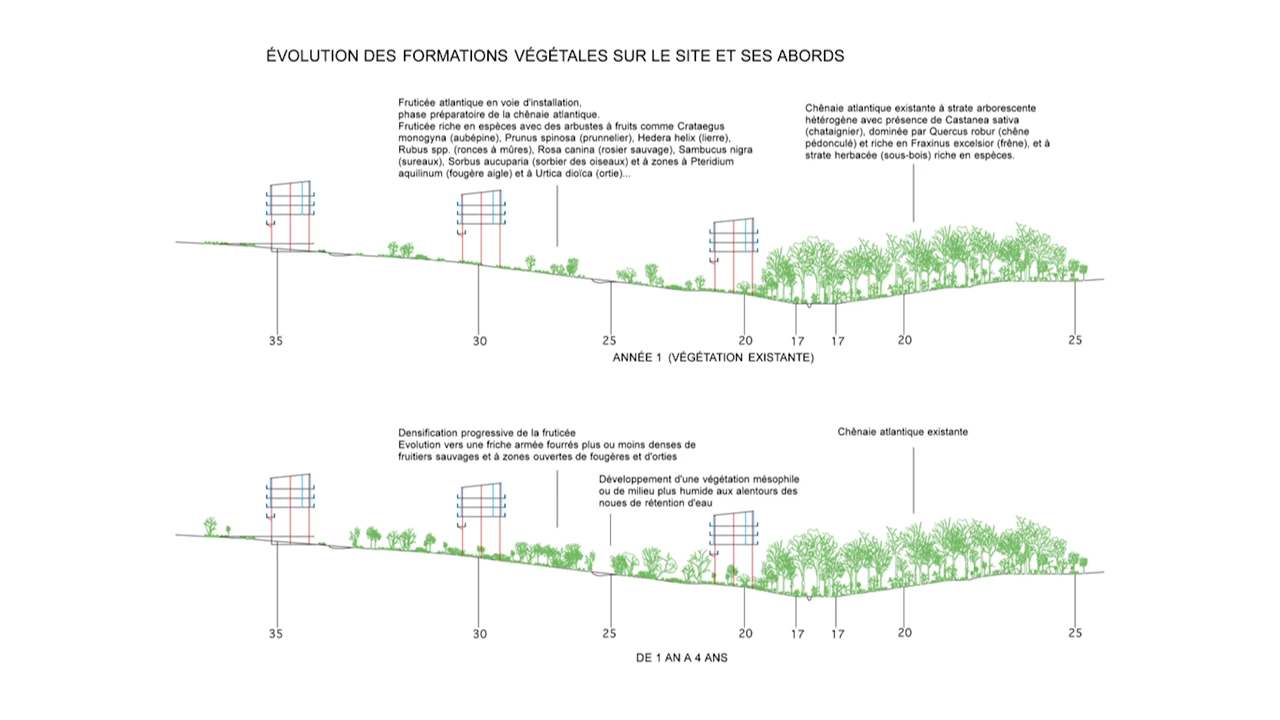 ÉVOLUTION DES FORMATIONS VÉGÉTALES SUR LE SITE ET SES ABORDS
Fruticée atlantique en voie d'installation,
phase préparatoire de la chênaie atlantique.
Fruticée riche en espèces avec des arbustes à fruits comme Crataegus
monogyna (aubépine), Prunus spinosa (prunnelier), Hedera helix (lierre),
Rubus spp. (ronces à mûres), Rosa canina (rosier sauvage), Sambucus nigra
(sureaux), Sorbus aucuparia (sorbier des oiseaux) et à zones à Pteridium
aquilinum (fougère aigle) et à Urtica dioïca (ortie)...
Chênaie atlantique existante à strate arborescente
hétérogène avec présence de Castanea sativa
(chataignier), dominée par Quercus robur (chêne
pédonculé) et riche en Fraxinus excelsior (frêne), et à
strate herbacée (sous-bois) riche en espèces.
35 30 25 20 17 17 20 25
ANNÉE 1 (VÉGÉTATION EXISTANTE)
Densification progressive de la fruticée
Evolution vers une friche armée fourrés plus ou moins denses de
fruitiers sauvages et à zones ouvertes de fougères et d'orties
Développement d'une végétation mésophile
ou de milieu plus humide aux alentours des
noues de rétention d'eau
Chênaie atlantique existante
35 30 25 20 17 17 20 25
DE 1 AN A 4 ANS